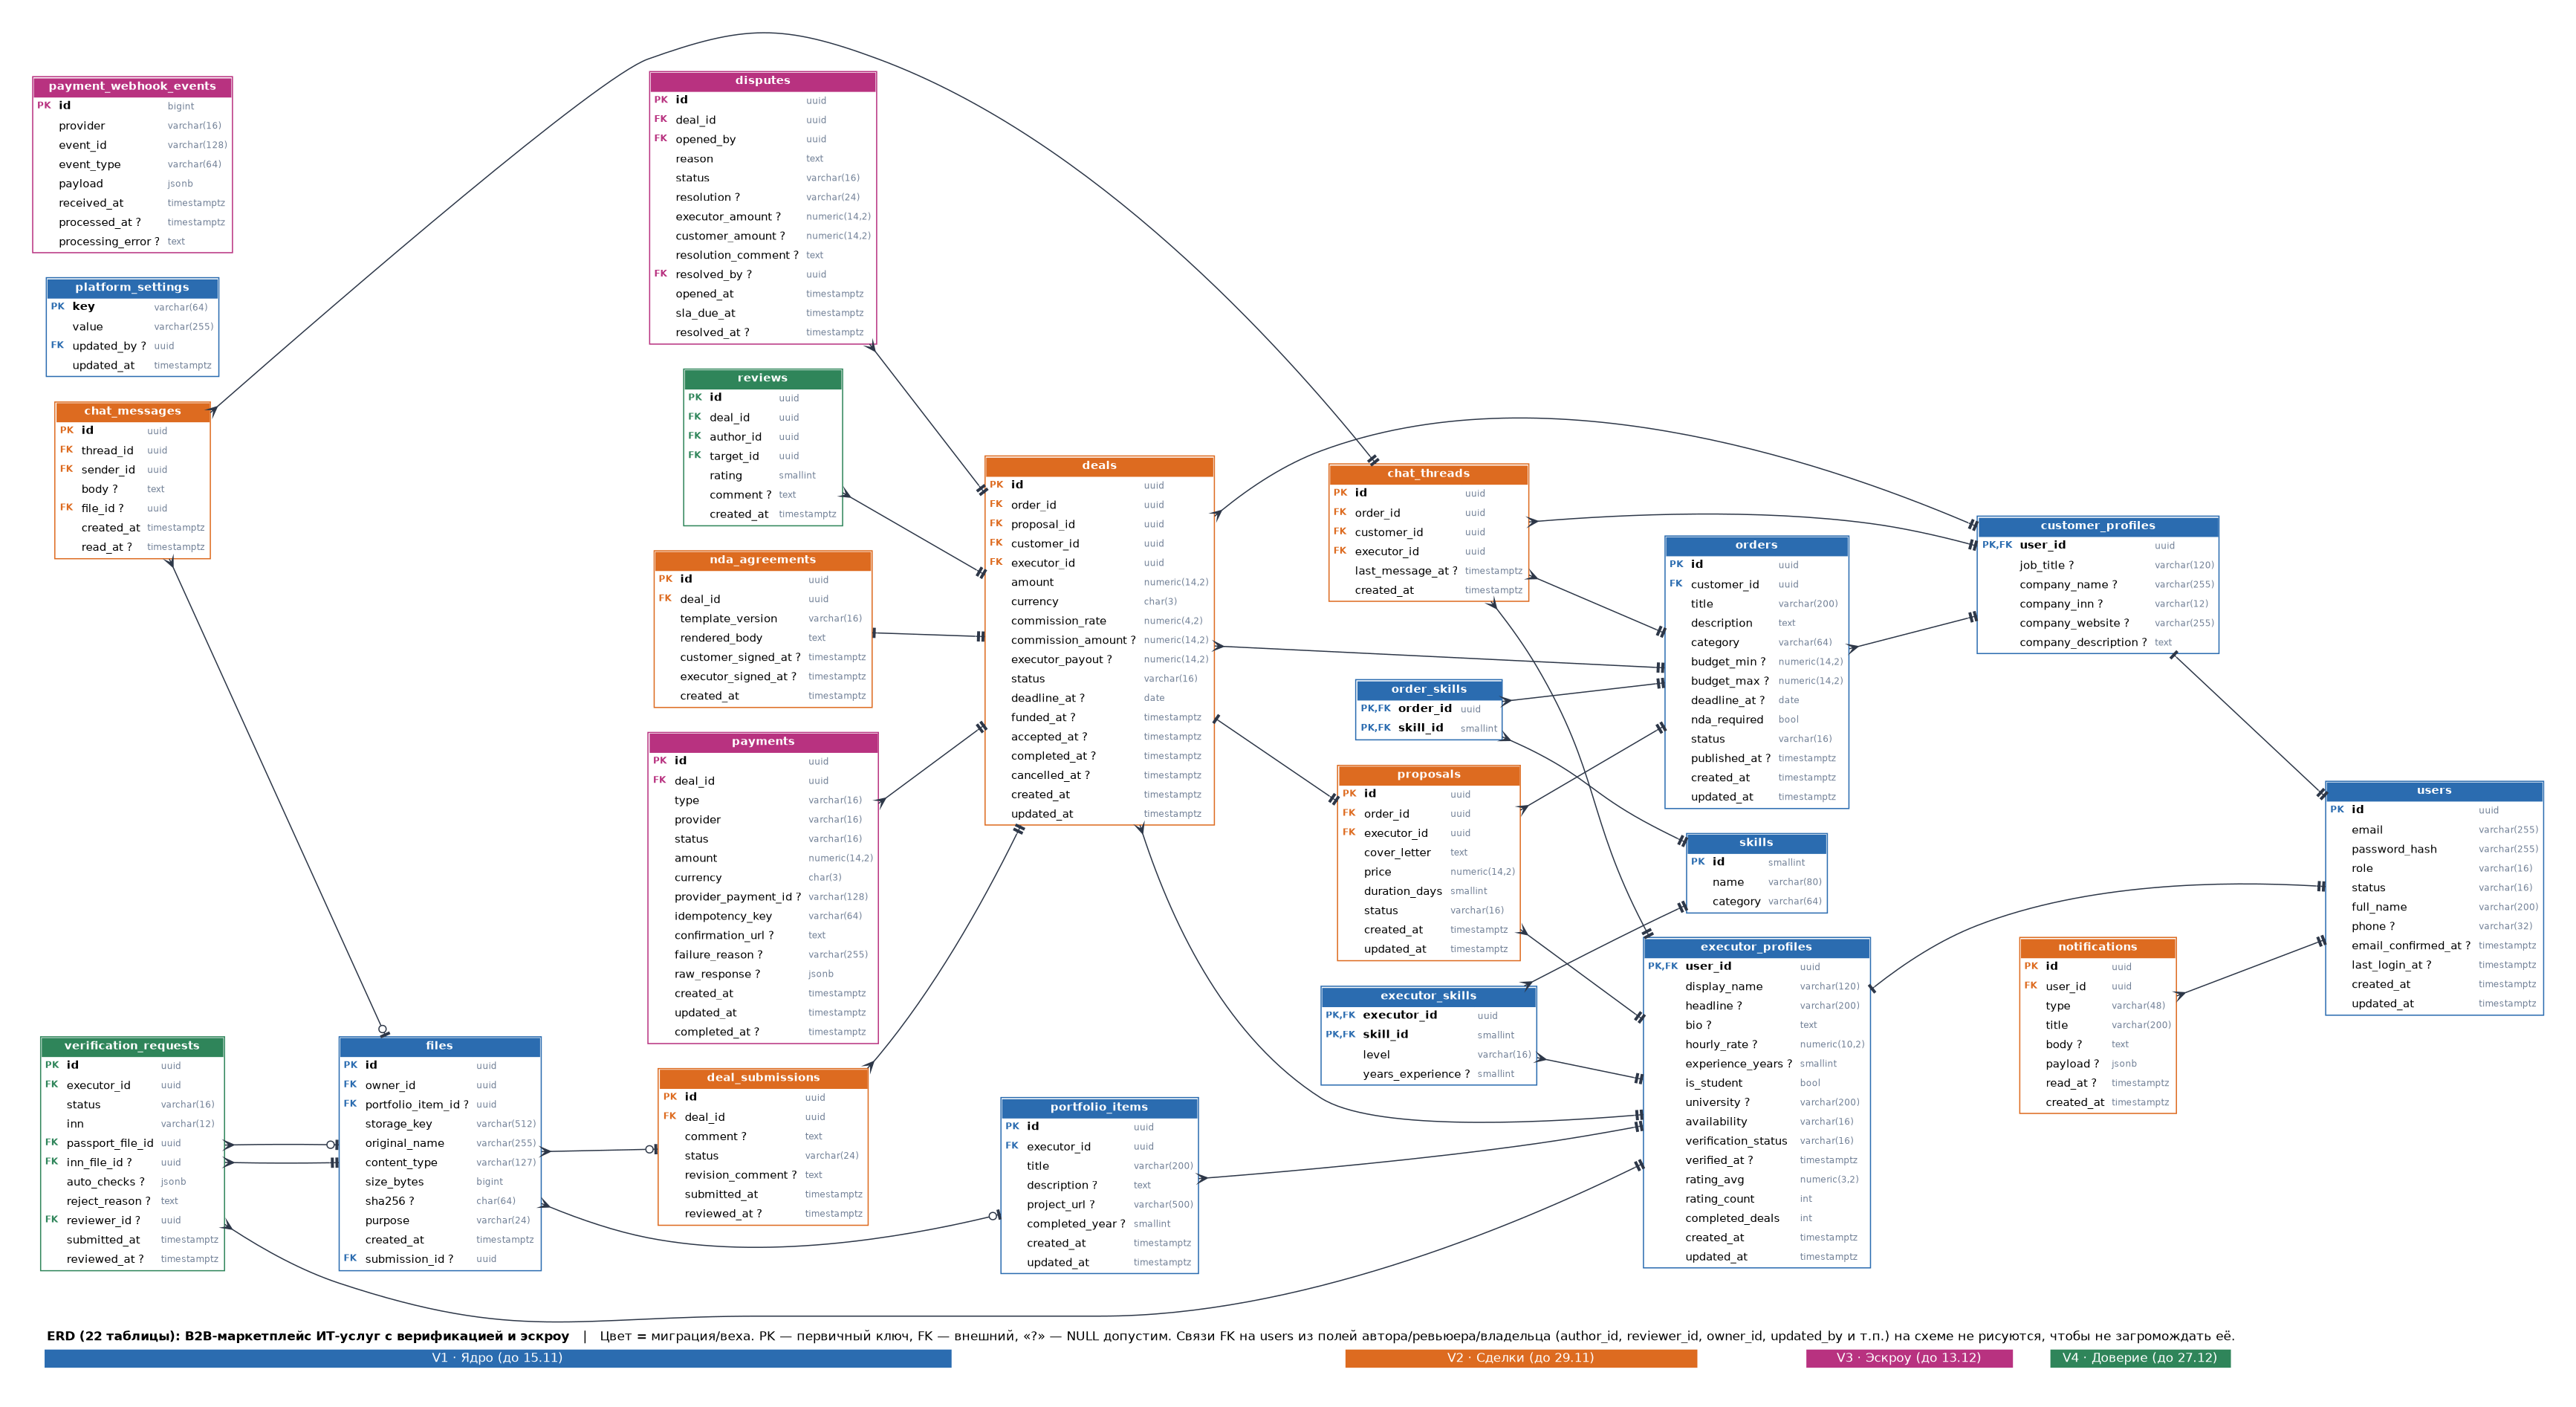 payment_webhook_events
PK id bigint
provider varchar(16)
event_id varchar(128)
event_type varchar(64)
payload jsonb
received_at timestamptz
processed_at ? timestamptz
processing_error ? text
platform_settings
PK key varchar(64)
value varchar(255)
FK updated_by ? uuid
updated_at timestamptz
chat_messages
PK id uuid
FK thread_id uuid
FK sender_id uuid
body ? text
FK file_id ? uuid
created_at timestamptz
read_at ? timestamptz
verification_requests
PK id uuid
FK executor_id uuid
status varchar(16)
inn varchar(12)
FK passport_file_id uuid
FK inn_file_id ? uuid
auto_checks ? jsonb
reject_reason ? text
FK reviewer_id ? uuid
submitted_at timestamptz
reviewed_at ? timestamptz
files
PK id uuid
FK owner_id uuid
FK portfolio_item_id ? uuid
storage_key varchar(512)
original_name varchar(255)
content_type varchar(127)
size_bytes bigint
sha256 ? char(64)
purpose varchar(24)
created_at timestamptz
FK submission_id ? uuid
disputes
PK id uuid
FK deal_id uuid
FK opened_by uuid
reason text
status varchar(16)
resolution ? varchar(24)
executor_amount ? numeric(14,2)
customer_amount ? numeric(14,2)
resolution_comment ? text
FK resolved_by ? uuid
opened_at timestamptz
sla_due_at timestamptz
resolved_at ? timestamptz
reviews
PK id uuid
FK deal_id uuid
FK author_id uuid
FK target_id uuid
rating smallint
comment ? text
created_at timestamptz
nda_agreements
PK id uuid
FK deal_id uuid
template_version varchar(16)
rendered_body text
customer_signed_at ? timestamptz
executor_signed_at ? timestamptz
created_at timestamptz
payments
PK id uuid
FK deal_id uuid
type varchar(16)
provider varchar(16)
status varchar(16)
amount numeric(14,2)
currency char(3)
provider_payment_id ? varchar(128)
idempotency_key varchar(64)
confirmation_url ? text
failure_reason ? varchar(255)
raw_response ? jsonb
created_at timestamptz
updated_at timestamptz
completed_at ? timestamptz
deal_submissions
PK id uuid
FK deal_id uuid
comment ? text
status varchar(24)
revision_comment ? text
submitted_at timestamptz
reviewed_at ? timestamptz
deals
PK id uuid
FK order_id uuid
FK proposal_id uuid
FK customer_id uuid
FK executor_id uuid
amount numeric(14,2)
currency char(3)
commission_rate numeric(4,2)
commission_amount ? numeric(14,2)
executor_payout ? numeric(14,2)
status varchar(16)
deadline_at ? date
funded_at ? timestamptz
accepted_at ? timestamptz
completed_at ? timestamptz
cancelled_at ? timestamptz
created_at timestamptz
updated_at timestamptz
portfolio_items
PK id uuid
FK executor_id uuid
title varchar(200)
description ? text
project_url ? varchar(500)
completed_year ? smallint
created_at timestamptz
updated_at timestamptz
chat_threads
PK id uuid
FK order_id uuid
FK customer_id uuid
FK executor_id uuid
last_message_at ? timestamptz
created_at timestamptz
order_skills
PK,FK order_id uuid
PK,FK skill_id smallint
proposals
PK id uuid
FK order_id uuid
FK executor_id uuid
cover_letter text
price numeric(14,2)
duration_days smallint
status varchar(16)
created_at timestamptz
updated_at timestamptz
executor_skills
PK,FK executor_id uuid
PK,FK skill_id smallint
level varchar(16)
years_experience ? smallint
orders
PK id uuid
FK customer_id uuid
title varchar(200)
description text
category varchar(64)
budget_min ? numeric(14,2)
budget_max ? numeric(14,2)
deadline_at ? date
nda_required bool
status varchar(16)
published_at ? timestamptz
created_at timestamptz
updated_at timestamptz
skills
PK id smallint
name varchar(80)
category varchar(64)
executor_profiles
PK,FK user_id uuid
display_name varchar(120)
headline ? varchar(200)
bio ? text
hourly_rate ? numeric(10,2)
experience_years ? smallint
is_student bool
university ? varchar(200)
availability varchar(16)
verification_status varchar(16)
verified_at ? timestamptz
rating_avg numeric(3,2)
rating_count int
completed_deals int
created_at timestamptz
updated_at timestamptz
customer_profiles
PK,FK user_id uuid
job_title ? varchar(120)
company_name ? varchar(255)
company_inn ? varchar(12)
company_website ? varchar(255)
company_description ? text
notifications
PK id uuid
FK user_id uuid
type varchar(48)
title varchar(200)
body ? text
payload ? jsonb
read_at ? timestamptz
created_at timestamptz
users
PK id uuid
email varchar(255)
password_hash varchar(255)
role varchar(16)
status varchar(16)
full_name varchar(200)
phone ? varchar(32)
email_confirmed_at ? timestamptz
last_login_at ? timestamptz
created_at timestamptz
updated_at timestamptz
ERD (22 таблицы): B2B-маркетплейс ИТ-услуг с верификацией и эскроу | Цвет = миграция/веха. PK — первичный ключ, FK — внешний, «?» — NULL допустим. Связи FK на users из полей автора/ревьюера/владельца (author_id, reviewer_id, owner_id, updated_by и т.п.) на схеме не рисуются, чтобы не загромождать её.
V1 · Ядро (до 15.11)
V2 · Сделки (до 29.11)
V3 · Эскроу (до 13.12)
V4 · Доверие (до 27.12)